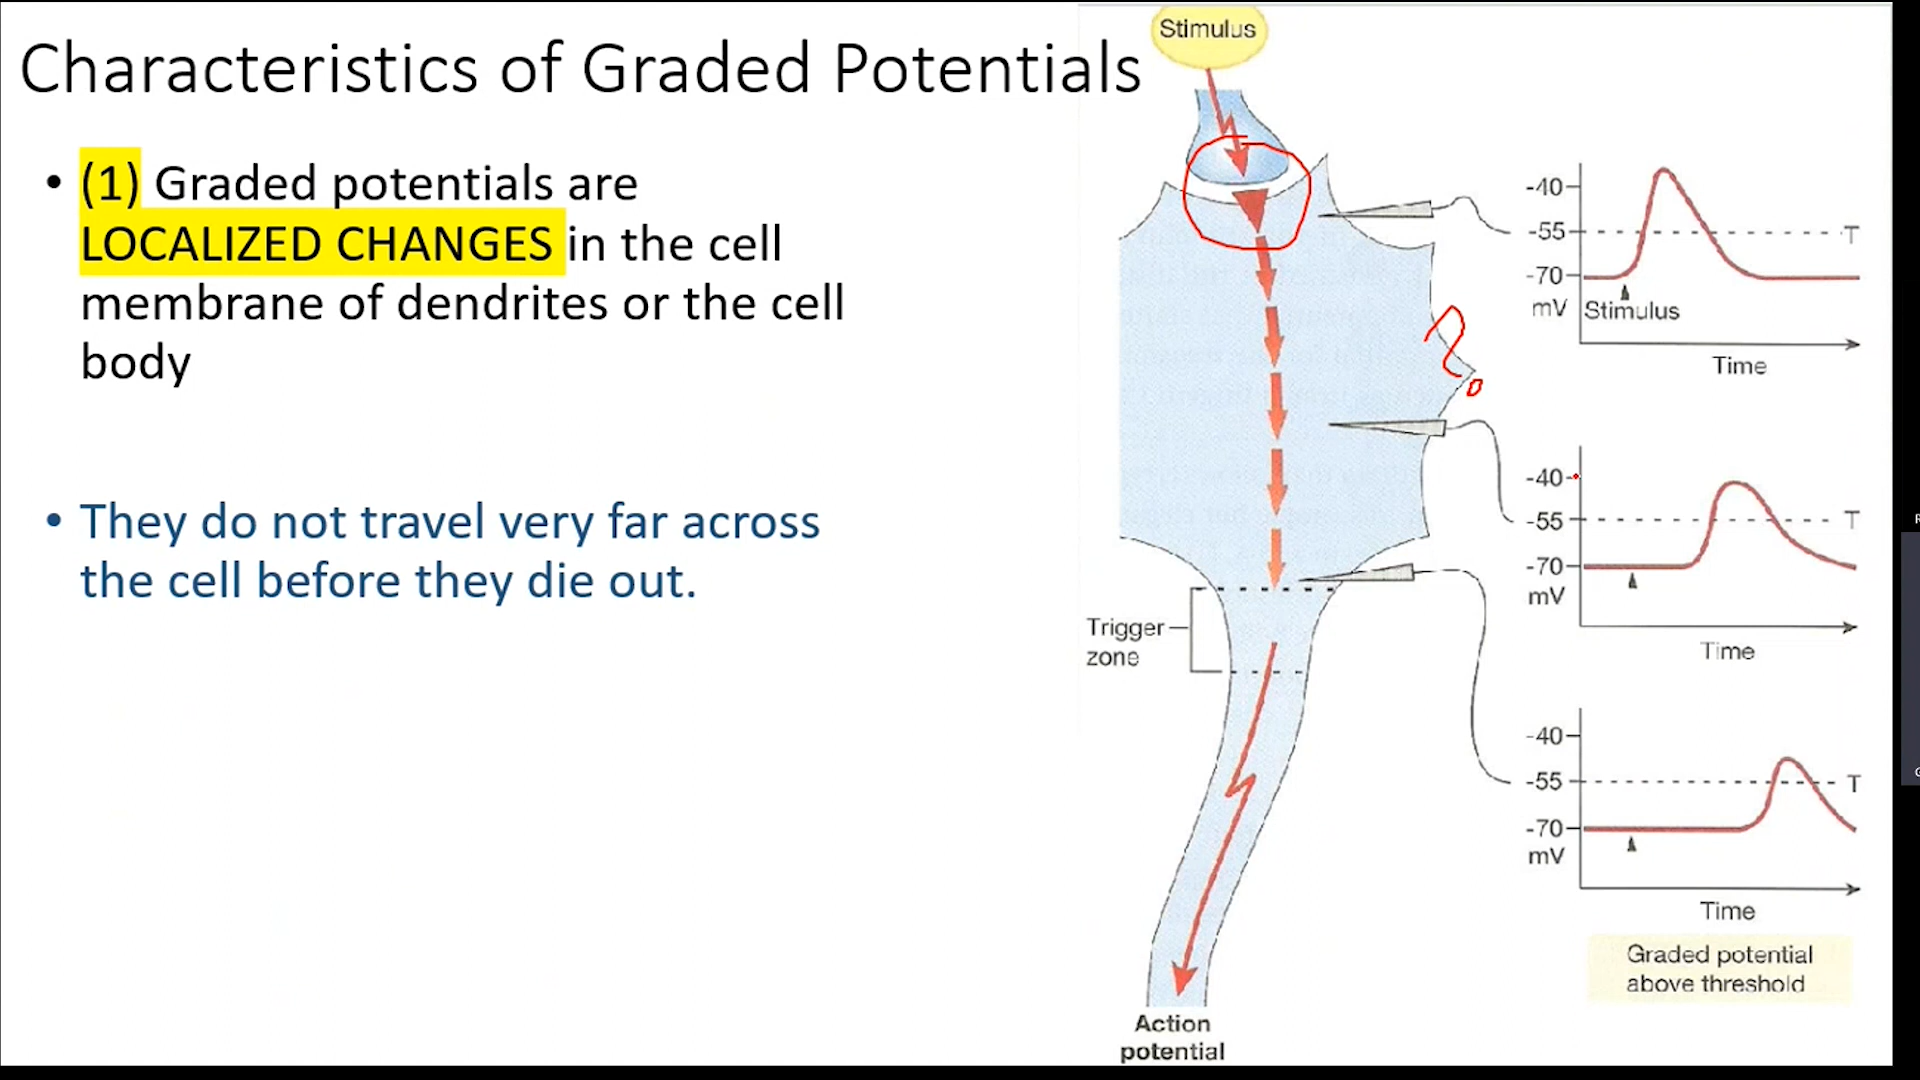 Characteristics of Graded Potentials
• (1) Graded potentials are
LOCALIZED CHANGES in the cell
membrane of dendrites or the cell
body
• They do not travel very far across
the cell before they die out.
Stimulus
Trigger
zone
Action
potential
-40
-55
T
-70
mV
Stimulus
Time
-40
-55
T
-70
mV
Time
-40
-55
T
-70
mV
Time
Graded potential
above threshold